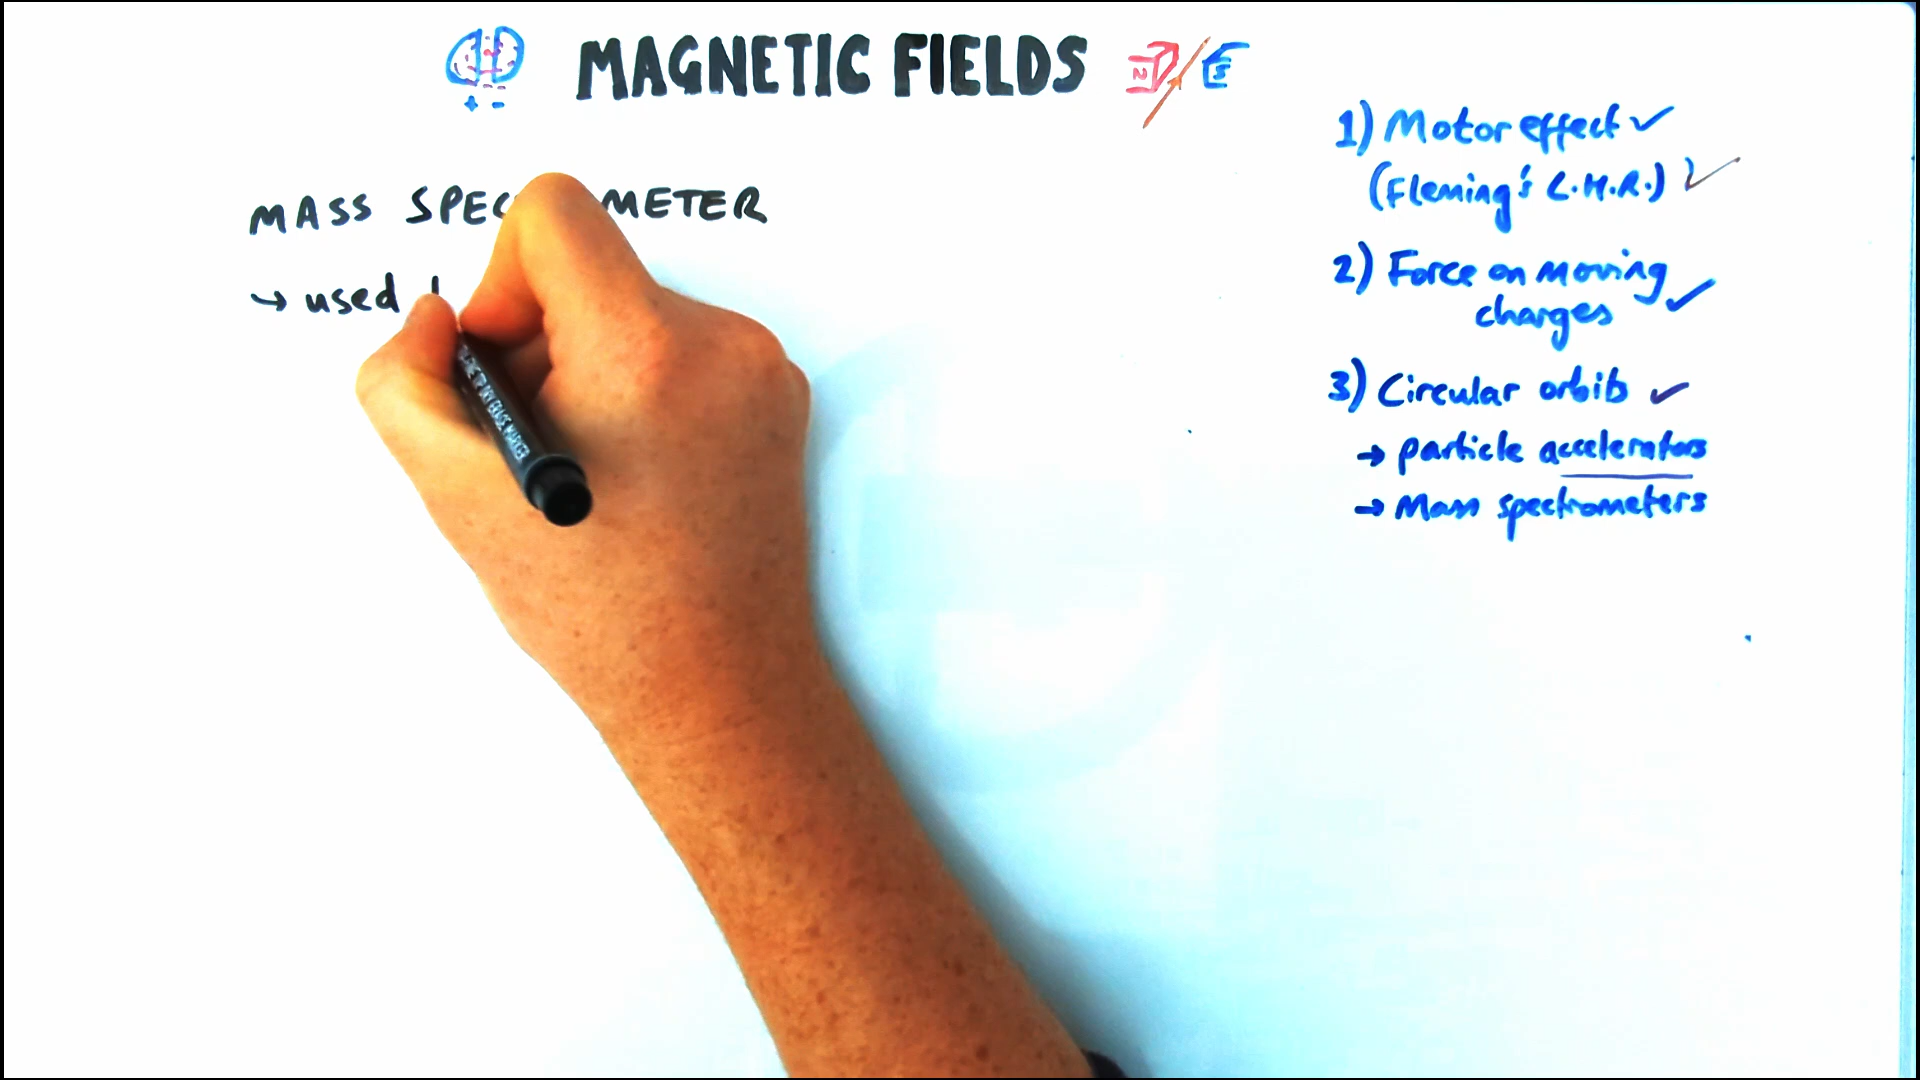 MAGNETIC FIELDS
+ -
N S
MASS SPEC METER
→ used
1) Motor effect ✓
(Fleming's L.H.R.) ✓
2) Force on moving
charges ✓
3) Circular orbits ✓
→ particle accelerators
→ Mass spectrometers